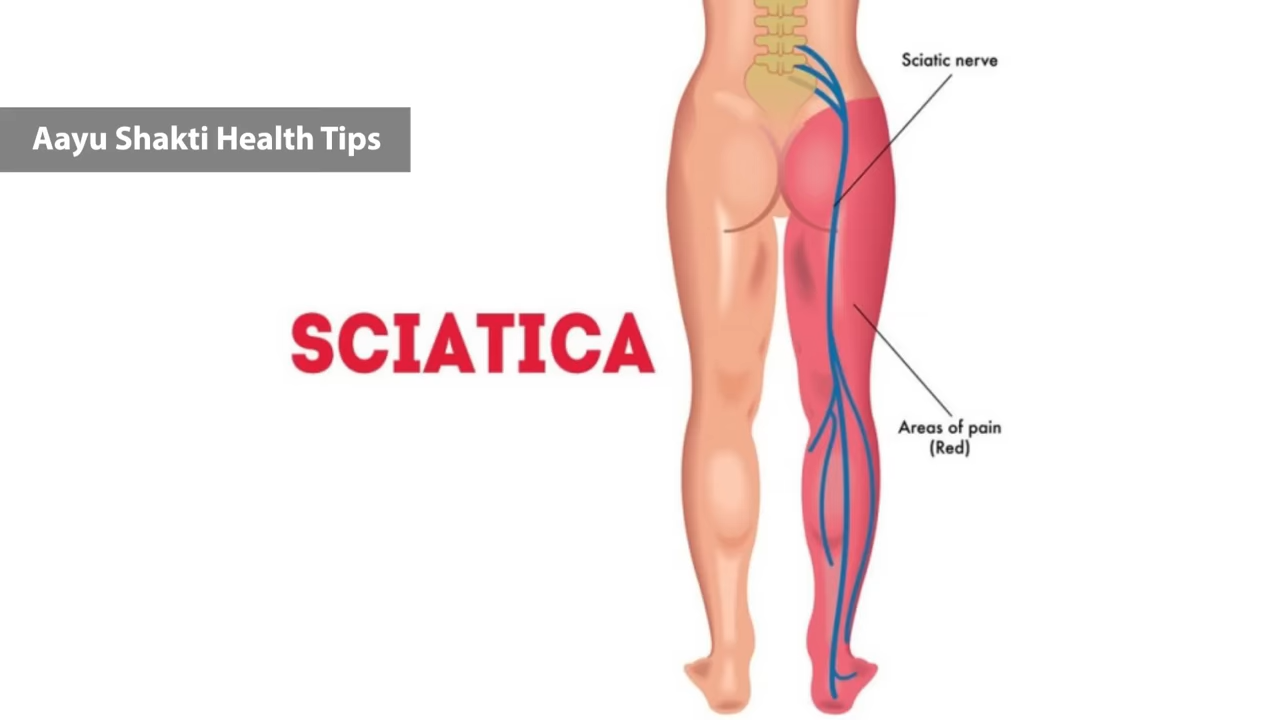 Sciatic nerve
Aayu Shakti Health Tips
SCIATICA
Areas of pain
(Red)